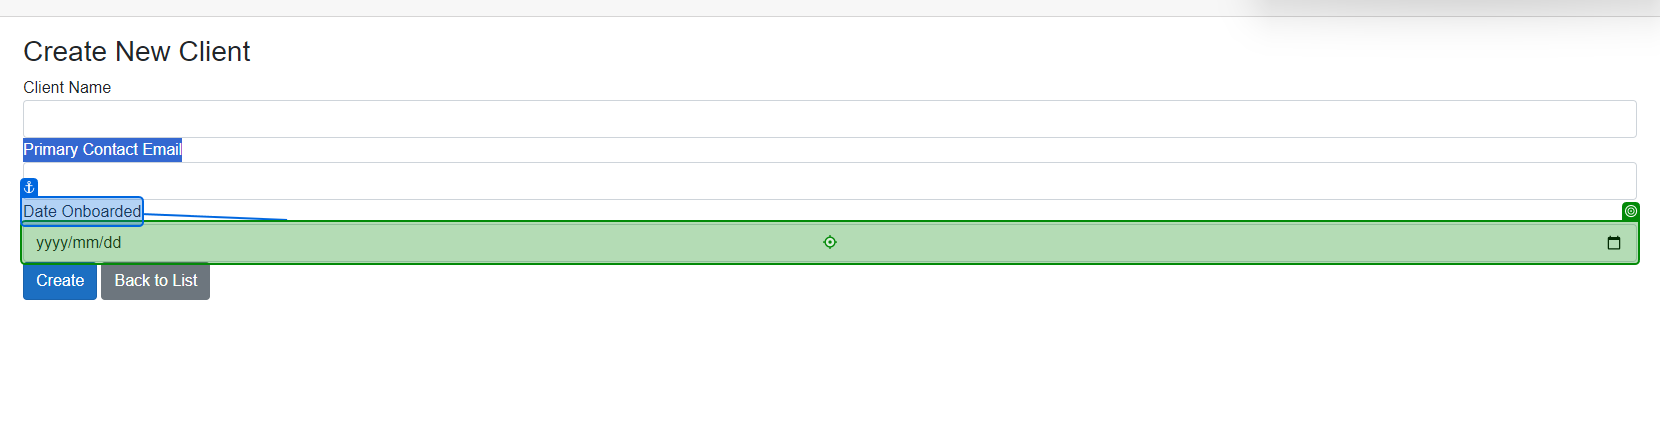 Create New Client
Client Name
Primary Contact Email
Date Onboarded
yyyy/mm/dd
Create Back to List